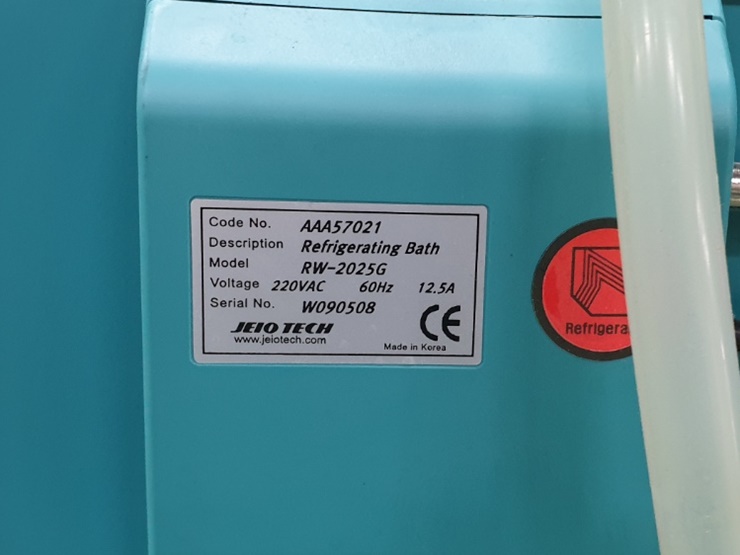 Code No. AAA57021
Description Refrigerating Bath
Model RW-2025G
Voltage 220VAC 60Hz 12.5A
Serial No. W090508
JEIO TECH
www.jeiotech.com
CE
Made in Korea